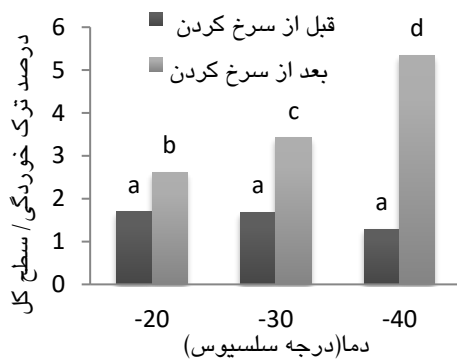 قبل از سرخ کردن
بعد از سرخ کردن
درصد ترک خوردگی/ سطح کل
6
5
4
3
2
1
0
a b
a c
a d
-20 -30 -40
دما(درجه سلسیوس)